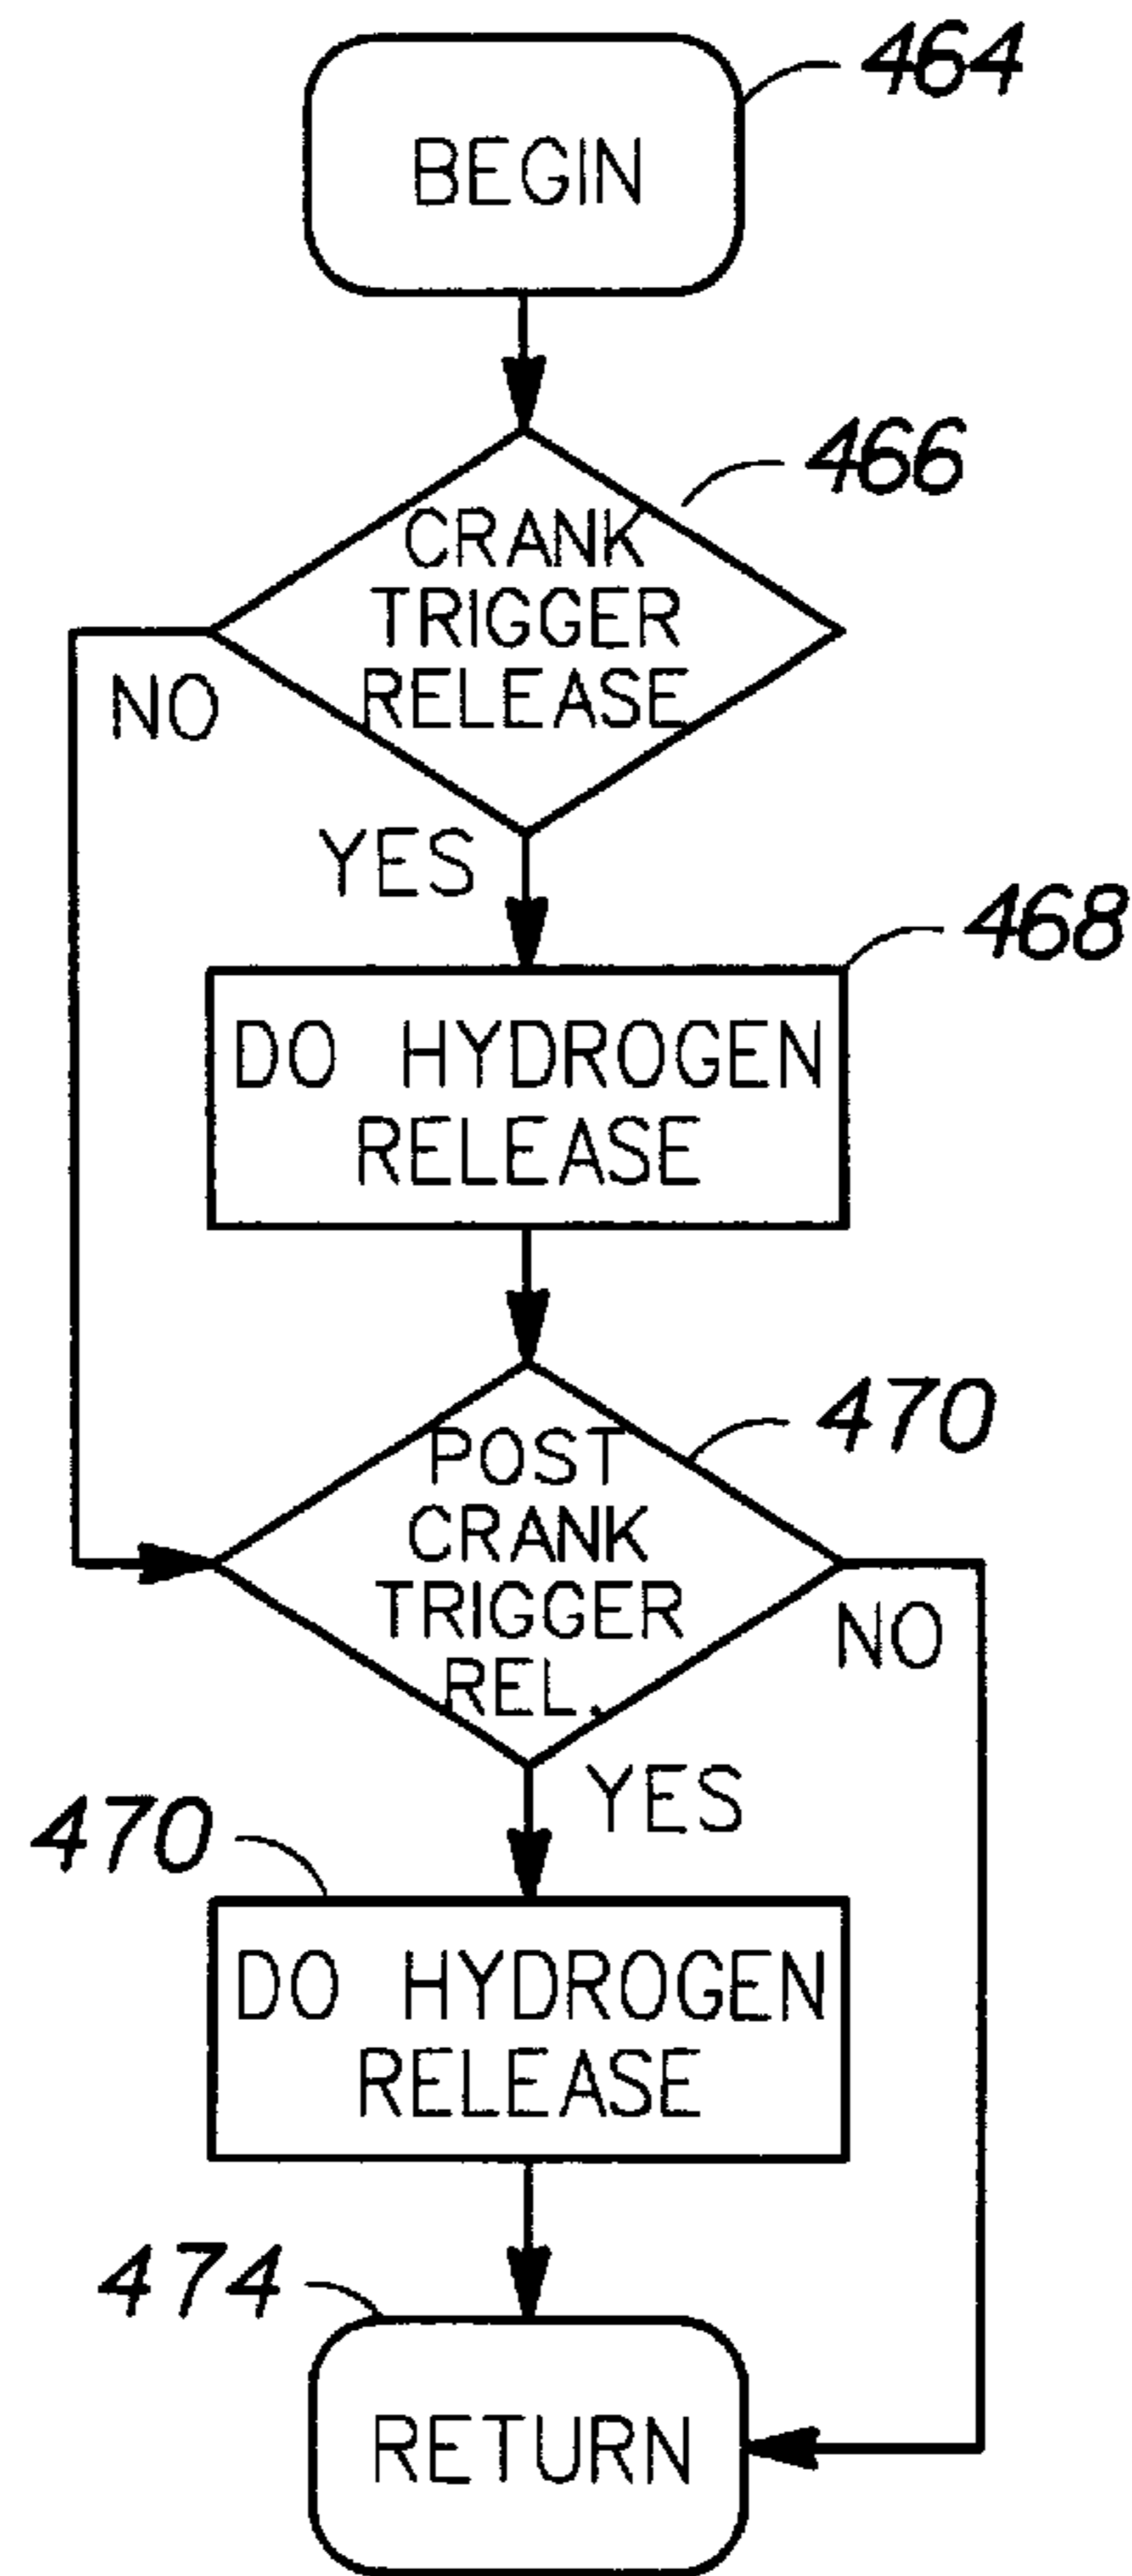 464
BEGIN
466
CRANK
TRIGGER
RELEASE
NO
YES
468
DO HYDROGEN
RELEASE
470
POST
CRANK
TRIGGER
REL.
NO
YES
470
DO HYDROGEN
RELEASE
474
RETURN